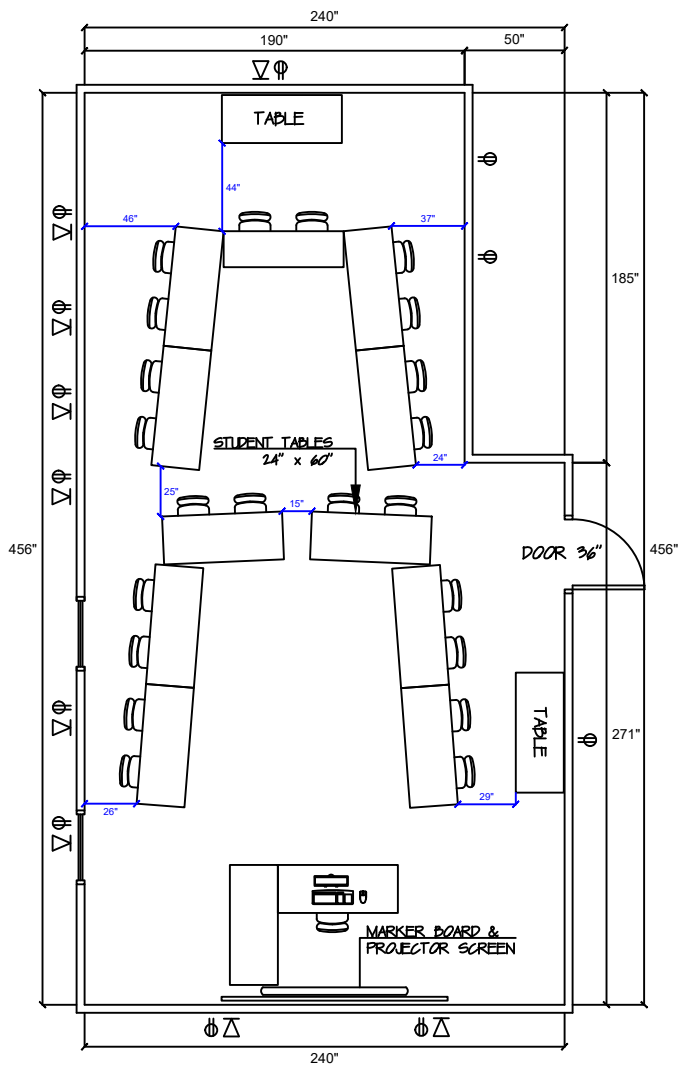 240"
190"
50"
TABLE
44"
46"
37"
185"
STUDENT TABLES
24" x 60"
24"
25"
15"
456"
DOOR 36"
456"
TABLE
271"
26"
29"
MARKER BOARD &
PROJECTOR SCREEN
240"